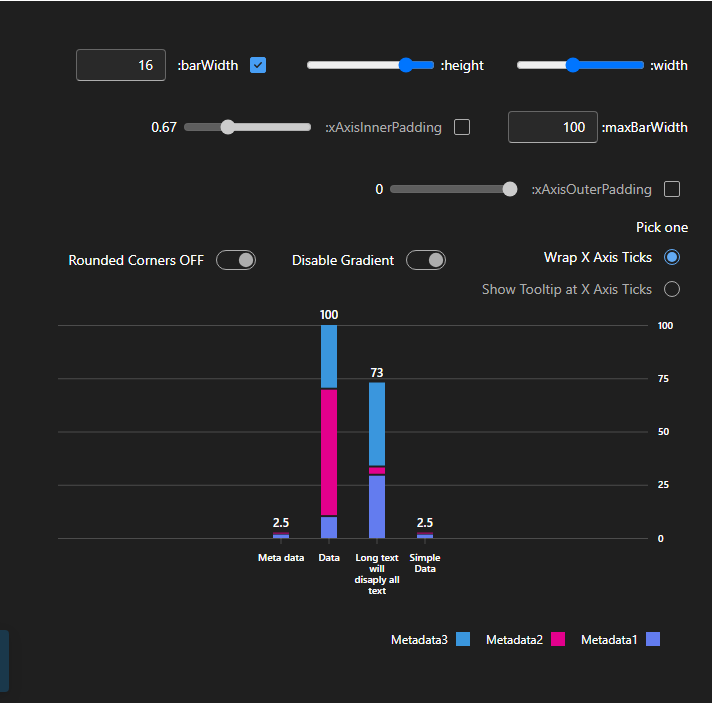 16 :barWidth :height :width
0.67 :xAxisInnerPadding 100 :maxBarWidth
0 :xAxisOuterPadding
Pick one
Rounded Corners OFF Disable Gradient Wrap X Axis Ticks
Show Tooltip at X Axis Ticks
100
100
75
73
50
25
2.5 2.5
0
Meta data Data Long text will disaply all text Simple Data
Metadata3 Metadata2 Metadata1